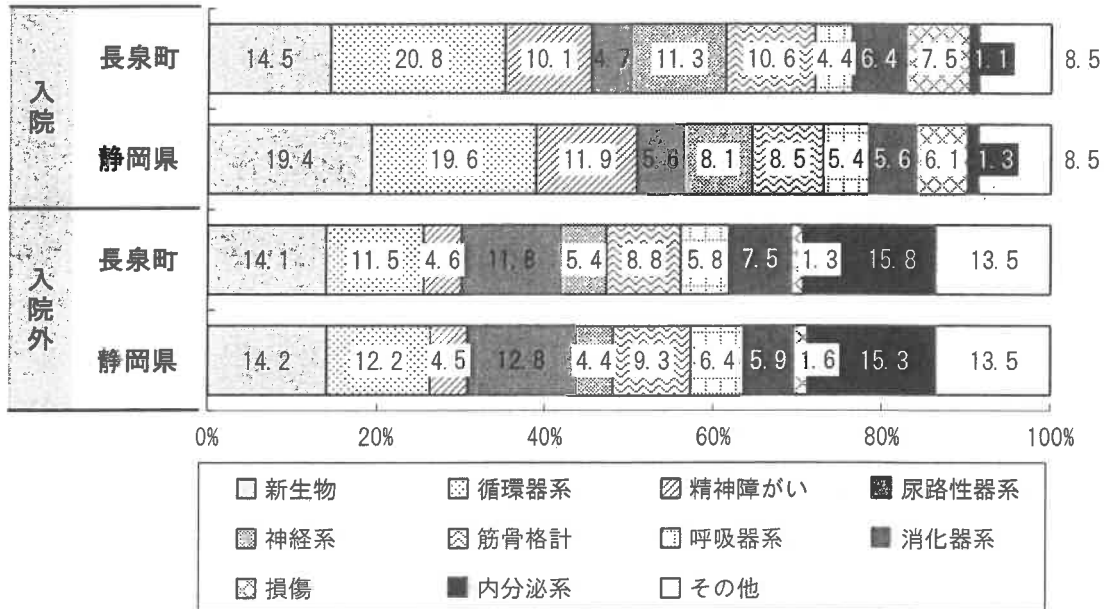 入院
長泉町 14.5 20.8 10.1 4.7 11.3 10.6 4.4 6.4 7.5 1.1 8.5
静岡県 19.4 19.6 11.9 5.6 8.1 8.5 5.4 5.6 6.1 1.3 8.5
入院外
長泉町 14.1 11.5 4.6 11.8 5.4 8.8 5.8 7.5 1.3 15.8 13.5
静岡県 14.2 12.2 4.5 12.8 4.4 9.3 6.4 5.9 1.6 15.3 13.5
0% 20% 40% 60% 80% 100%
新生物 循環器系 精神障がい 尿路性器系
神経系 筋骨格計 呼吸器系 消化器系
損傷 内分泌系 その他